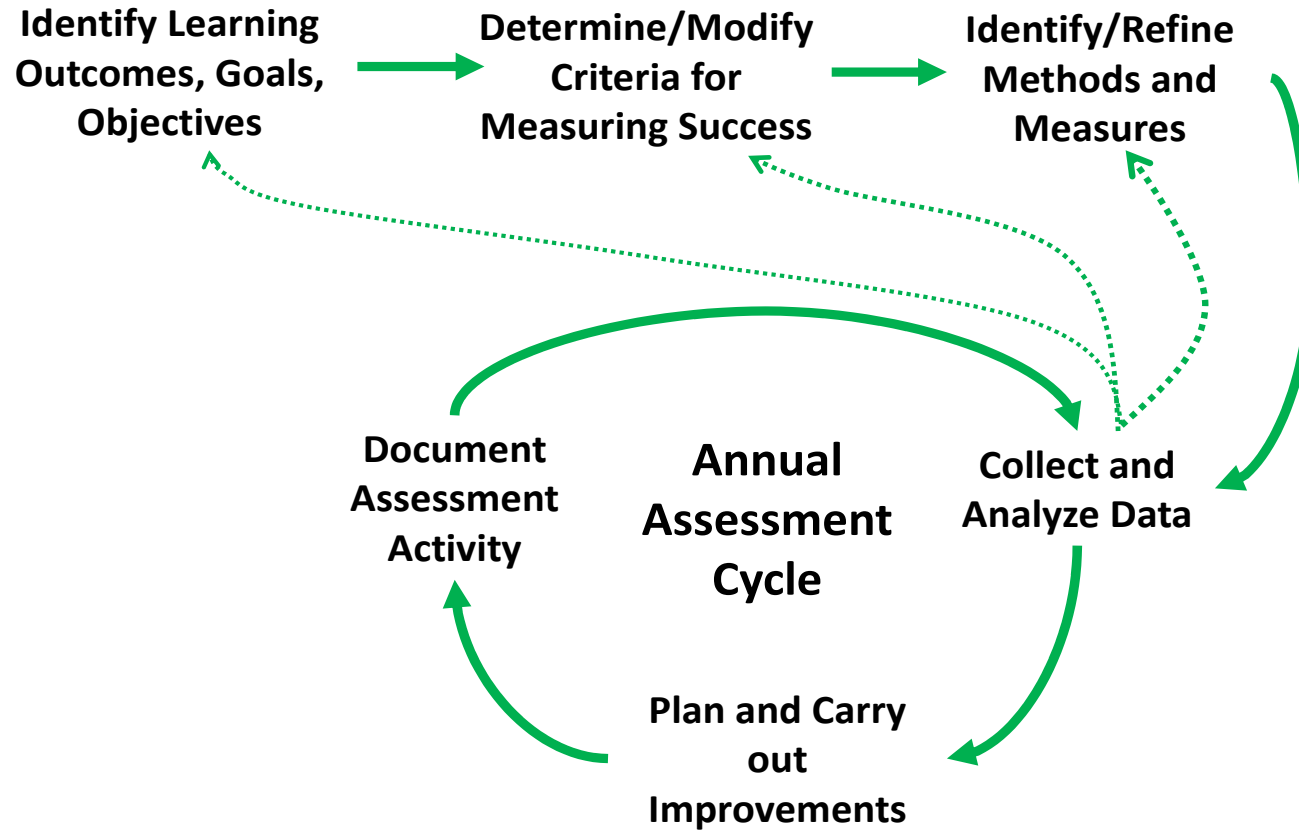 Identify Learning
Outcomes, Goals,
Objectives
Determine/Modify
Criteria for
Measuring Success
Identify/Refine
Methods and
Measures
Document
Assessment
Activity
Annual
Assessment
Cycle
Collect and
Analyze Data
Plan and Carry
out
Improvements